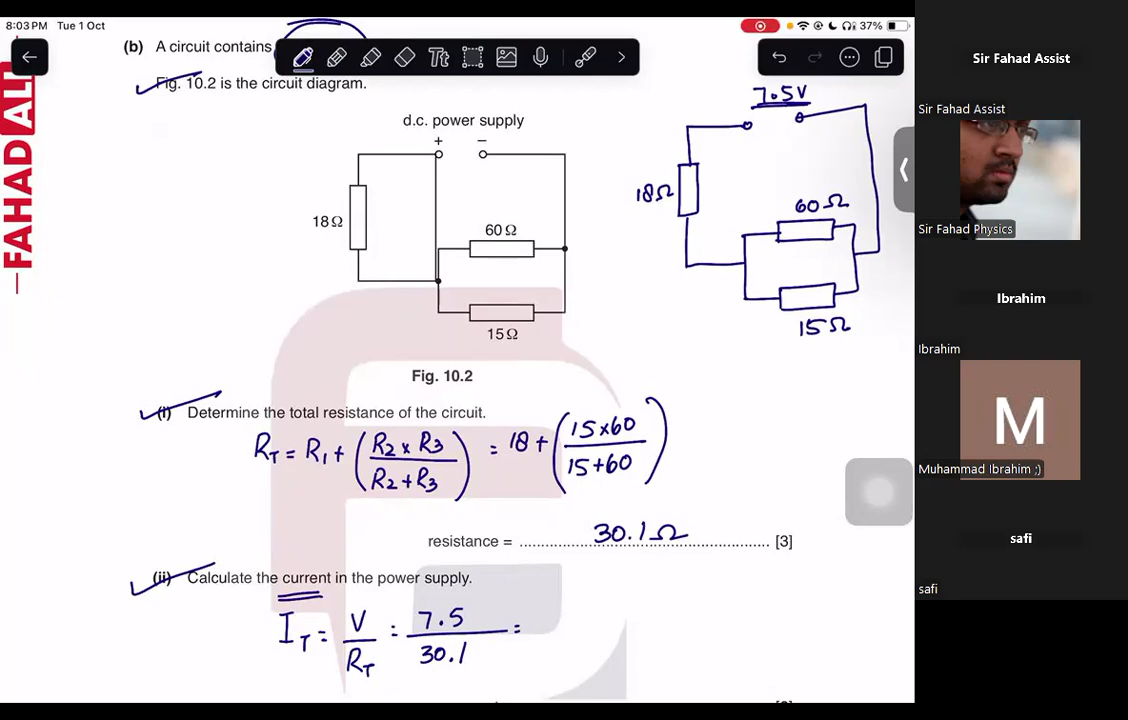 8:03 PM Tue 1 Oct
37%
(b) A circuit contains
Tt
Fig. 10.2 is the circuit diagram.
d.c. power supply
+ −
18Ω
60Ω
15Ω
Fig. 10.2
7.5V
18Ω
60Ω
15Ω
(i) Determine the total resistance of the circuit.
R_T = R_1 + (R_2 × R_3 / R_2 + R_3) = 18 + (15×60 / 15+60)
resistance = 30.1Ω [3]
(ii) Calculate the current in the power supply.
I_T = V / R_T = 7.5 / 30.1 =
—FAHAD ALI
Sir Fahad Assist
Sir Fahad Assist
Sir Fahad Physics
Ibrahim
Ibrahim
M
Muhammad Ibrahim ;)
safi
safi